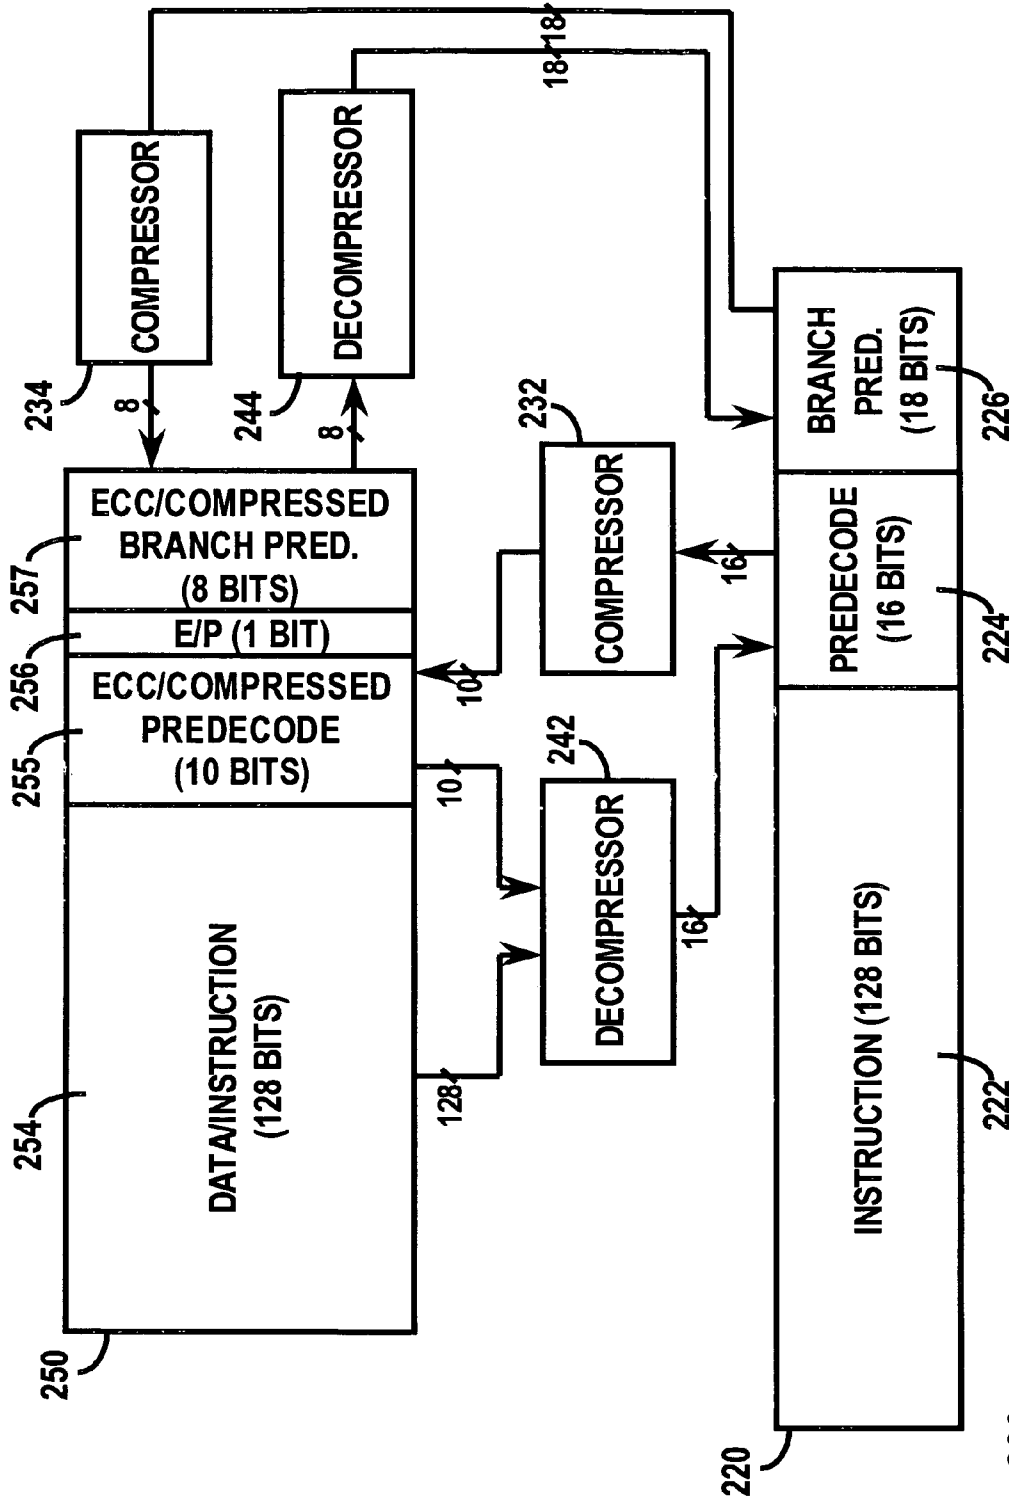 250
254
255
256
257
234
244
DATA/INSTRUCTION
(128 BITS)
ECC/COMPRESSED
PREDECODE
(10 BITS)
E/P (1 BIT)
ECC/COMPRESSED
BRANCH PRED.
(8 BITS)
8
COMPRESSOR
8
DECOMPRESSOR
128
10
10
18
18
242
232
DECOMPRESSOR
COMPRESSOR
16
16
220
INSTRUCTION (128 BITS)
PREDECODE
(16 BITS)
BRANCH
PRED.
(18 BITS)
222
224
226